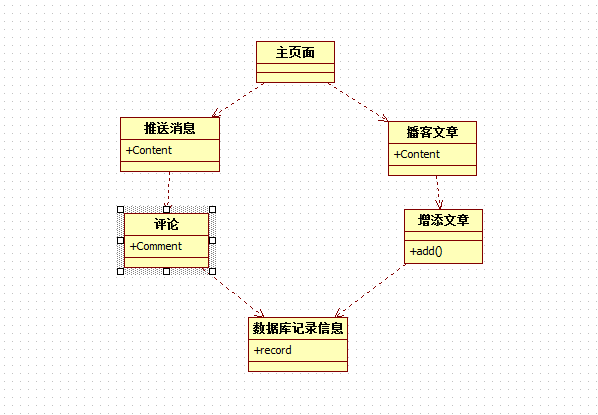 主页面
推送消息
+Content
播客文章
+Content
评论
+Comment
增添文章
+add()
数据库记录信息
+record